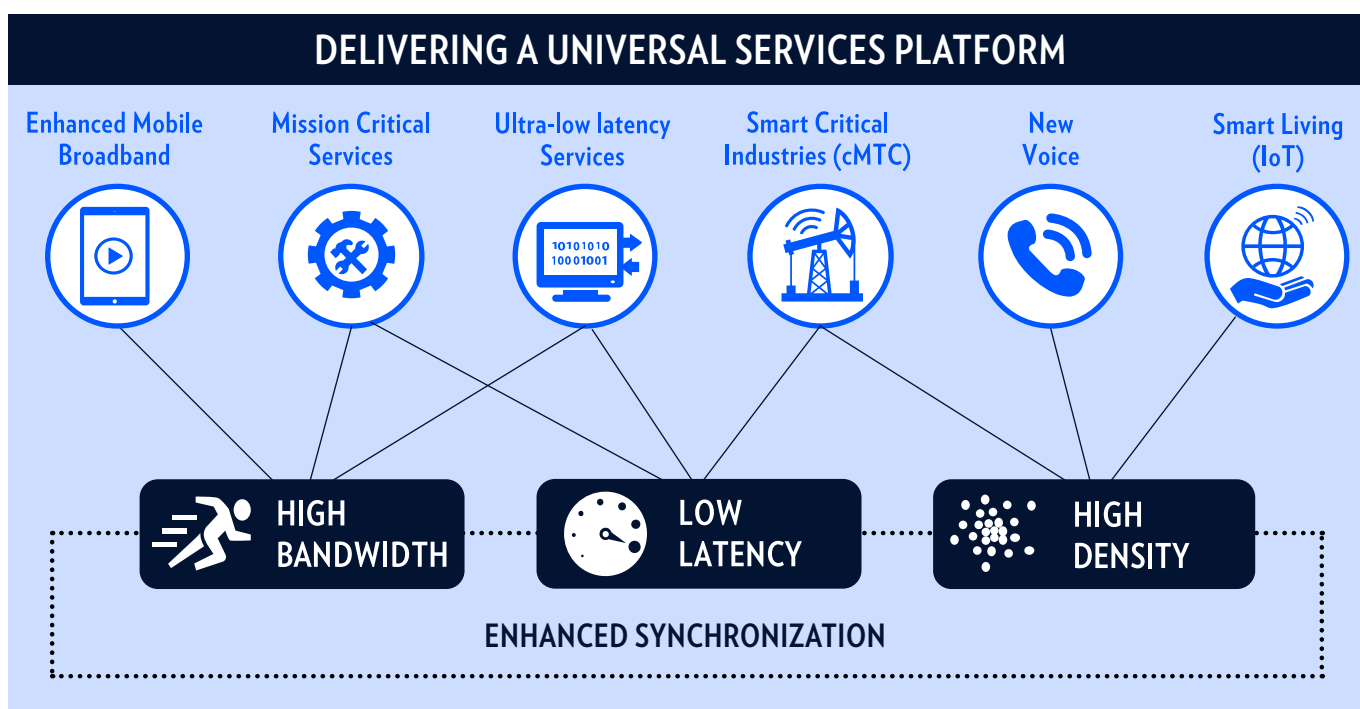 DELIVERING A UNIVERSAL SERVICES PLATFORM
Enhanced Mobile
Broadband
Mission Critical
Services
Ultra-low latency
Services
Smart Critical
Industries (cMTC)
New
Voice
Smart Living
(IoT)
10101010
10001001
HIGH
BANDWIDTH
LOW
LATENCY
HIGH
DENSITY
ENHANCED SYNCHRONIZATION